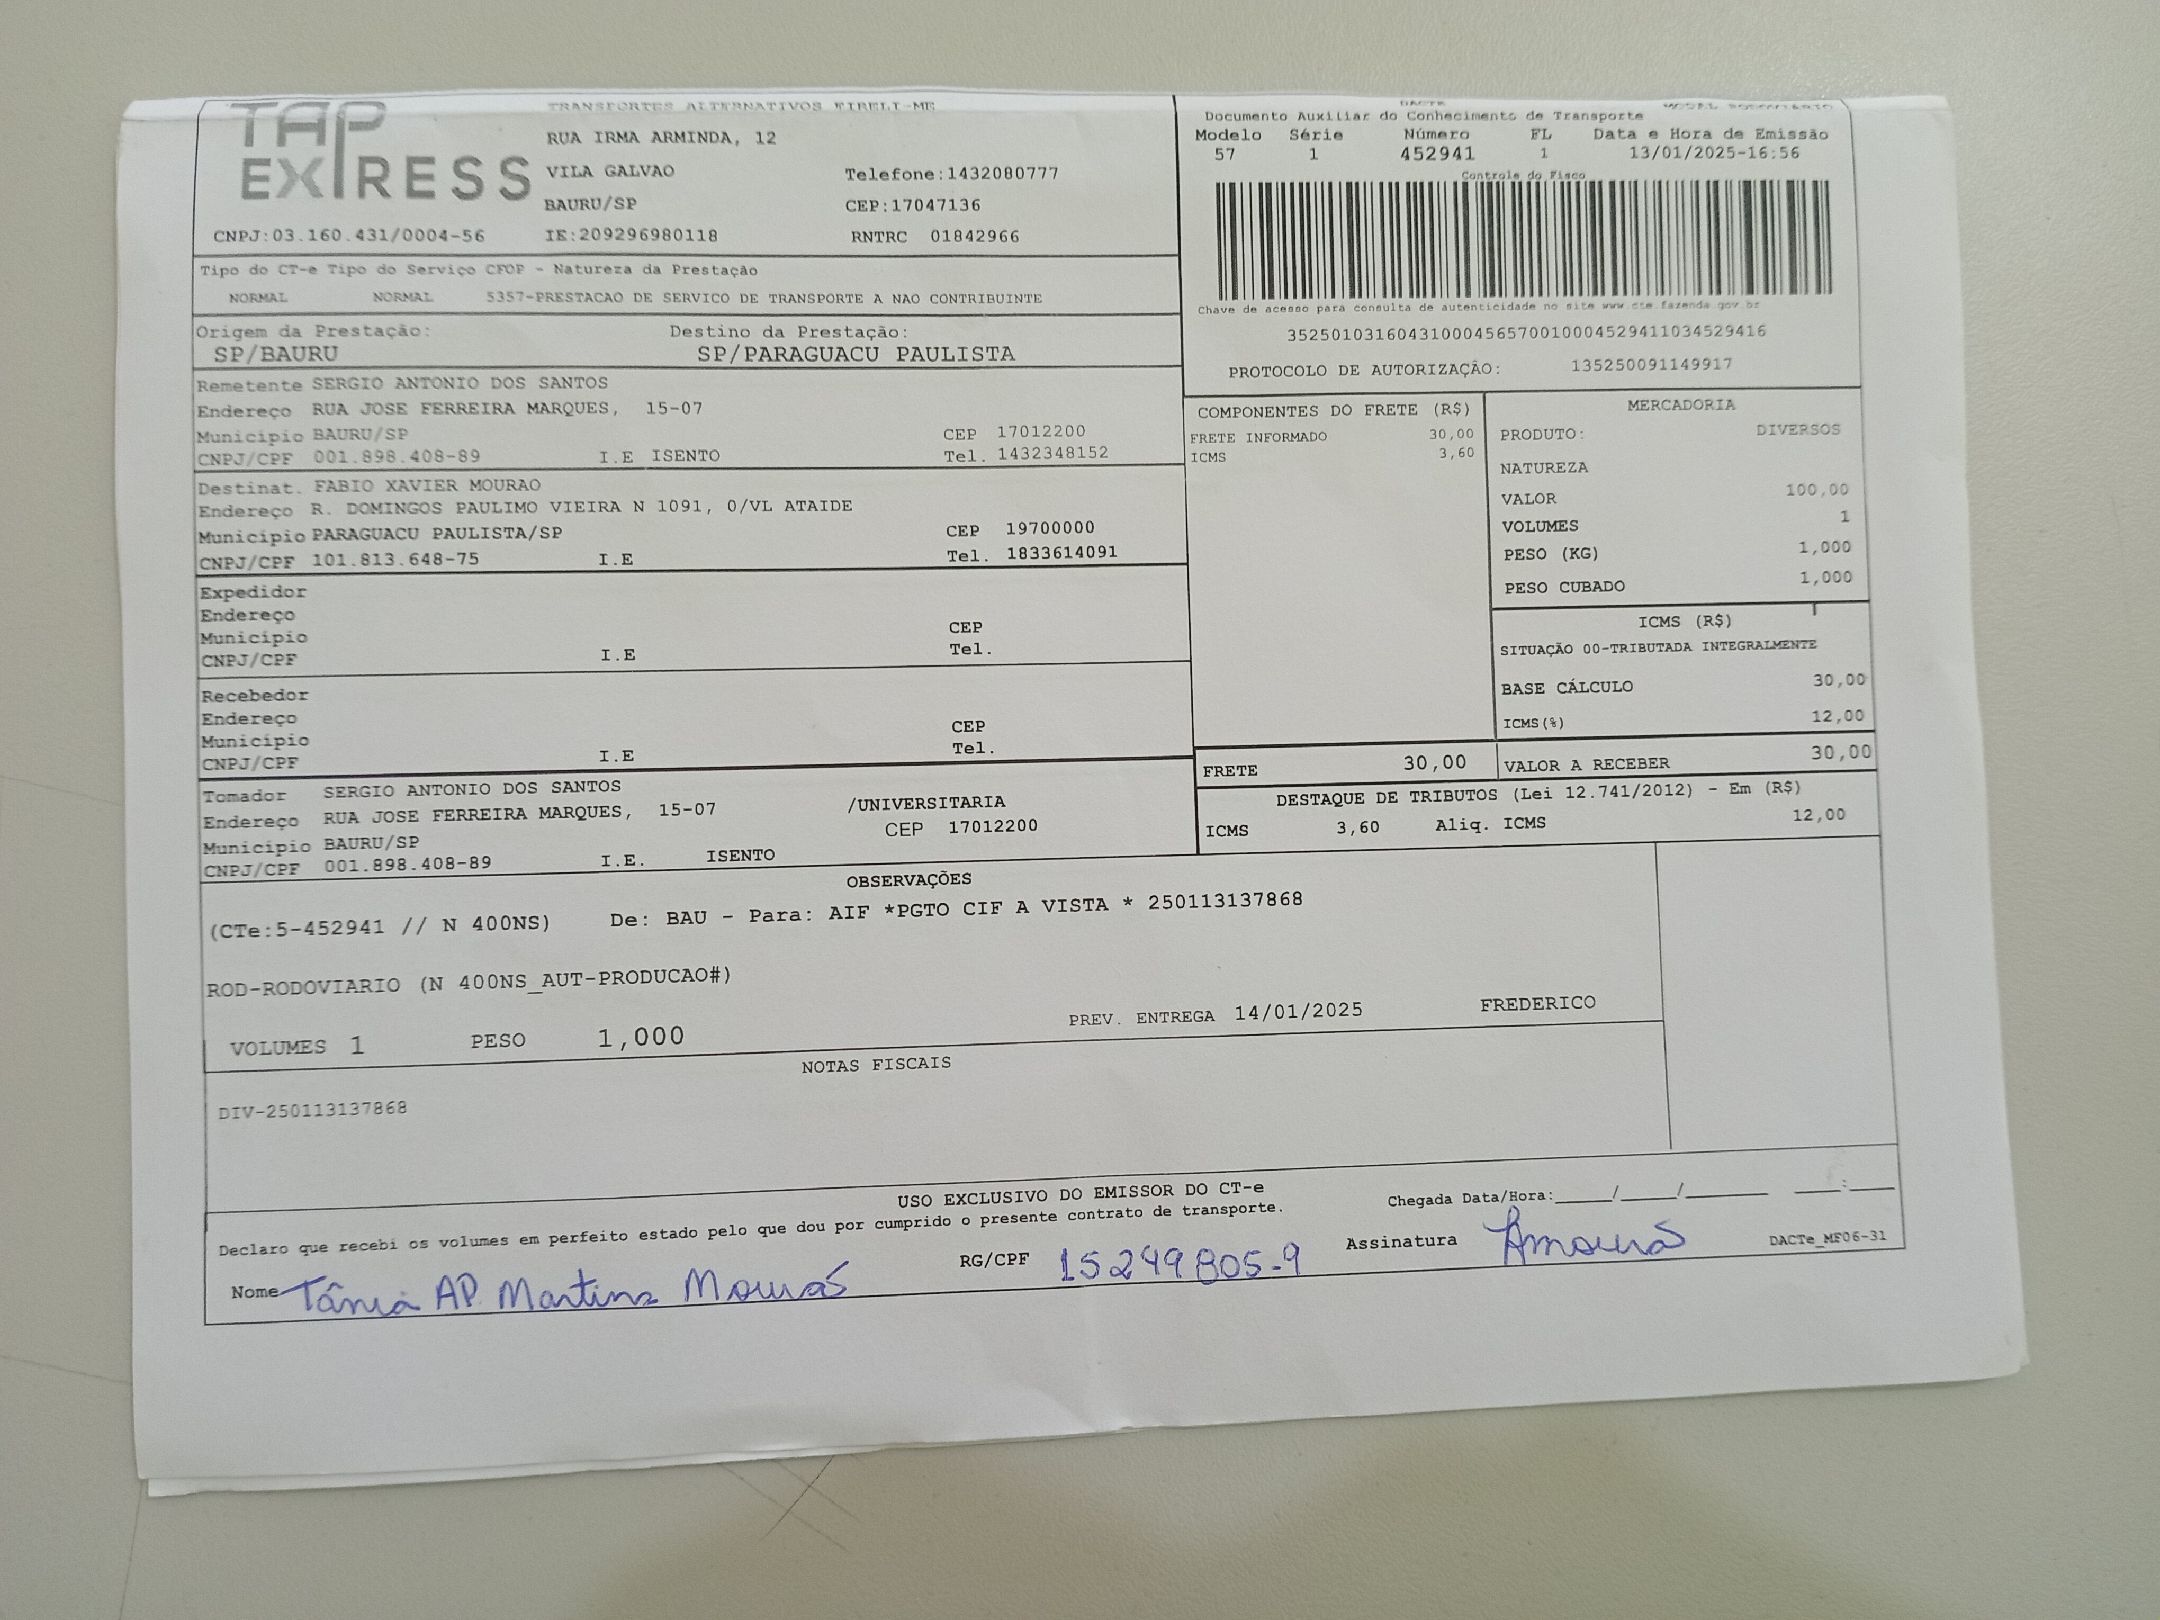 TAP EXPRESS
TRANSPORTES ALTERNATIVOS EIRELI-ME
RUA IRMA ARMINDA, 12
VILA GALVAO Telefone:1432080777
BAURU/SP CEP:17047136
CNPJ:03.160.431/0004-56 IE:209296980118 RNTRC 01842966
DACTE
Documento Auxiliar do Conhecimento de Transporte
Modelo Série Número FL Data e Hora de Emissão
57 1 452941 1 13/01/2025-16:56
Controle do Fisco
Chave de acesso para consulta de autenticidade no site www.cte.fazenda.gov.br
35250103160431000456570010004529411034529416
PROTOCOLO DE AUTORIZAÇÃO: 135250091149917
Tipo do CT-e Tipo do Serviço CFOP - Natureza da Prestação
NORMAL NORMAL 5357-PRESTACAO DE SERVICO DE TRANSPORTE A NAO CONTRIBUINTE
Origem da Prestação: Destino da Prestação:
SP/BAURU SP/PARAGUACU PAULISTA
Remetente SERGIO ANTONIO DOS SANTOS
Endereço RUA JOSE FERREIRA MARQUES, 15-07
Município BAURU/SP CEP 17012200
CNPJ/CPF 001.898.408-89 I.E ISENTO Tel. 1432348152
Destinat. FABIO XAVIER MOURAO
Endereço R. DOMINGOS PAULIMO VIEIRA N 1091, 0/VL ATAIDE
Município PARAGUACU PAULISTA/SP CEP 19700000
CNPJ/CPF 101.813.648-75 I.E Tel. 1833614091
Expedidor
Endereço
Município CEP
CNPJ/CPF I.E Tel.
Recebedor
Endereço
Município CEP
CNPJ/CPF I.E Tel.
Tomador SERGIO ANTONIO DOS SANTOS
Endereço RUA JOSE FERREIRA MARQUES, 15-07 /UNIVERSITARIA
Município BAURU/SP CEP 17012200
CNPJ/CPF 001.898.408-89 I.E. ISENTO
COMPONENTES DO FRETE (R$)
FRETE INFORMADO 30,00
ICMS 3,60
MERCADORIA
PRODUTO: DIVERSOS
NATUREZA
VALOR 100,00
VOLUMES 1
PESO (KG) 1,000
PESO CUBADO 1,000
ICMS (R$)
SITUAÇÃO 00-TRIBUTADA INTEGRALMENTE
BASE CÁLCULO 30,00
ICMS(%) 12,00
FRETE 30,00 VALOR A RECEBER 30,00
DESTAQUE DE TRIBUTOS (Lei 12.741/2012) - Em (R$)
ICMS 3,60 Aliq. ICMS 12,00
OBSERVAÇÕES
(CTe:5-452941 // N 400NS) De: BAU - Para: AIF *PGTO CIF A VISTA * 250113137868
ROD-RODOVIARIO (N 400NS_AUT-PRODUCAO#)
VOLUMES 1 PESO 1,000 PREV. ENTREGA 14/01/2025 FREDERICO
NOTAS FISCAIS
DIV-250113137868
USO EXCLUSIVO DO EMISSOR DO CT-e
Declaro que recebi os volumes em perfeito estado pelo que dou por cumprido o presente contrato de transporte.
Chegada Data/Hora:_____/_____/_______ ____:____
Nome Tânia AP. Martins Mourão RG/CPF 15249805-9 Assinatura DACTe_MF06-31